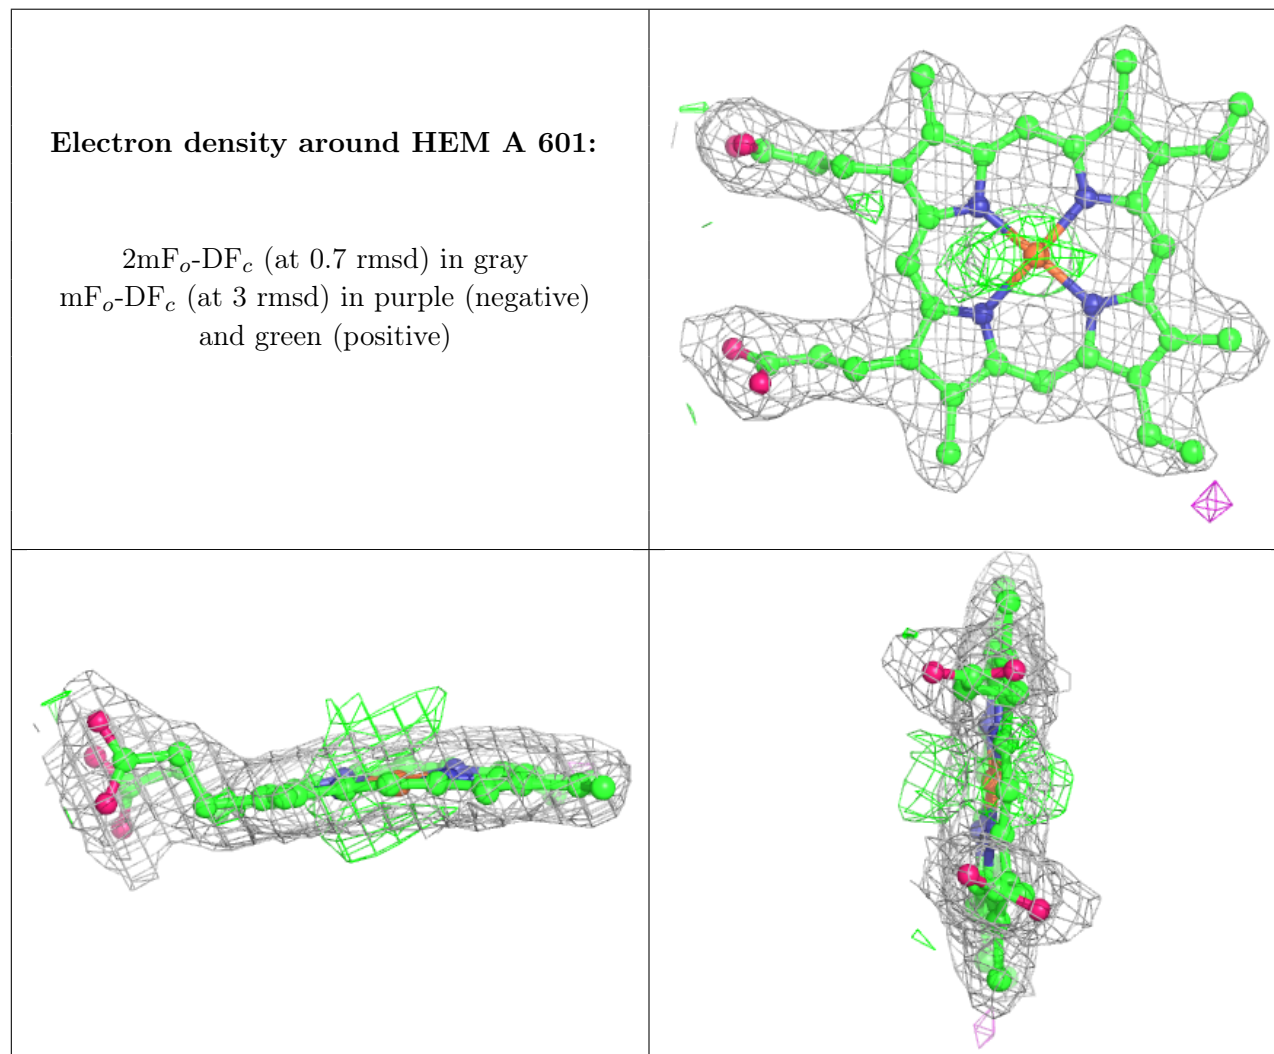 Electron density around HEM A 601:
2mFₒ-DF𝒸 (at 0.7 rmsd) in gray
mFₒ-DF𝒸 (at 3 rmsd) in purple (negative)
and green (positive)